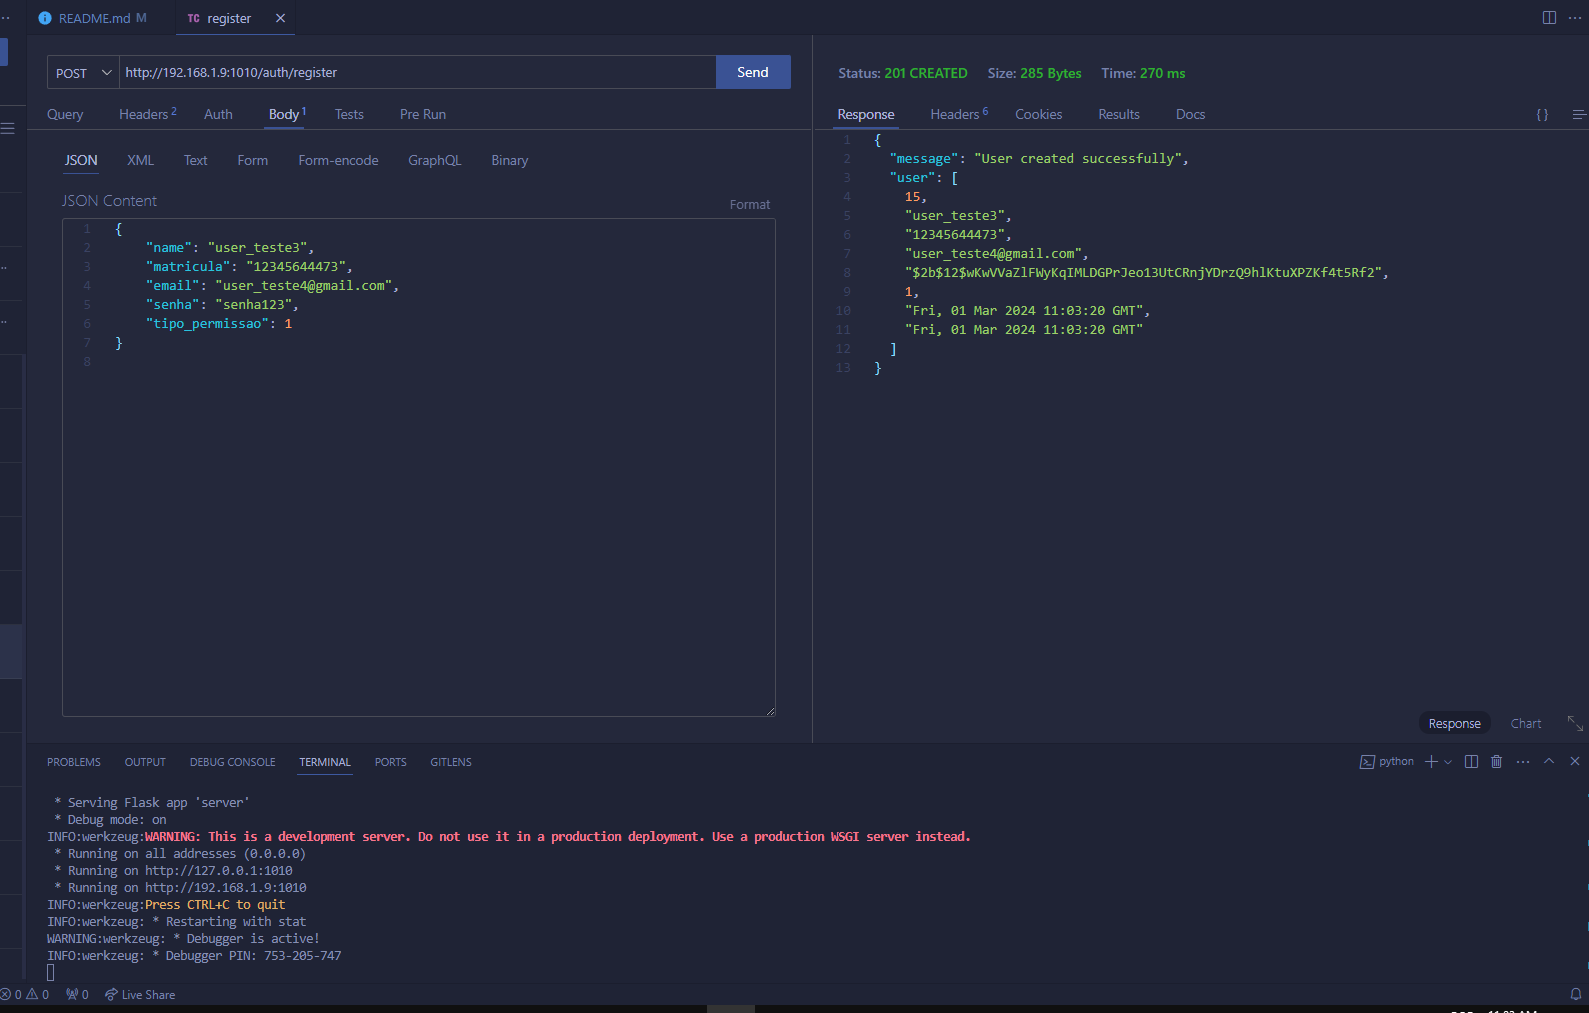 README.md M
TC register
POST http://192.168.1.9:1010/auth/register Send
Query Headers 2 Auth Body 1 Tests Pre Run
JSON XML Text Form Form-encode GraphQL Binary
JSON Content
Format
1 {
2 "name": "user_teste3",
3 "matricula": "12345644473",
4 "email": "user_teste4@gmail.com",
5 "senha": "senha123",
6 "tipo_permissao": 1
7 }
8
Status: 201 CREATED Size: 285 Bytes Time: 270 ms
Response Headers 6 Cookies Results Docs { }
1 {
2 "message": "User created successfully",
3 "user": [
4 15,
5 "user_teste3",
6 "12345644473",
7 "user_teste4@gmail.com",
8 "$2b$12$wKwVVaZlFWyKqIMLDGPrJeo13UtCRnjYDrzQ9hlKtuXPZKf4t5Rf2",
9 1,
10 "Fri, 01 Mar 2024 11:03:20 GMT",
11 "Fri, 01 Mar 2024 11:03:20 GMT"
12 ]
13 }
Response Chart
PROBLEMS OUTPUT DEBUG CONSOLE TERMINAL PORTS GITLENS
python
* Serving Flask app 'server'
* Debug mode: on
INFO:werkzeug:WARNING: This is a development server. Do not use it in a production deployment. Use a production WSGI server instead.
* Running on all addresses (0.0.0.0)
* Running on http://127.0.0.1:1010
* Running on http://192.168.1.9:1010
INFO:werkzeug:Press CTRL+C to quit
INFO:werkzeug: * Restarting with stat
WARNING:werkzeug: * Debugger is active!
INFO:werkzeug: * Debugger PIN: 753-205-747
0 0 0 Live Share